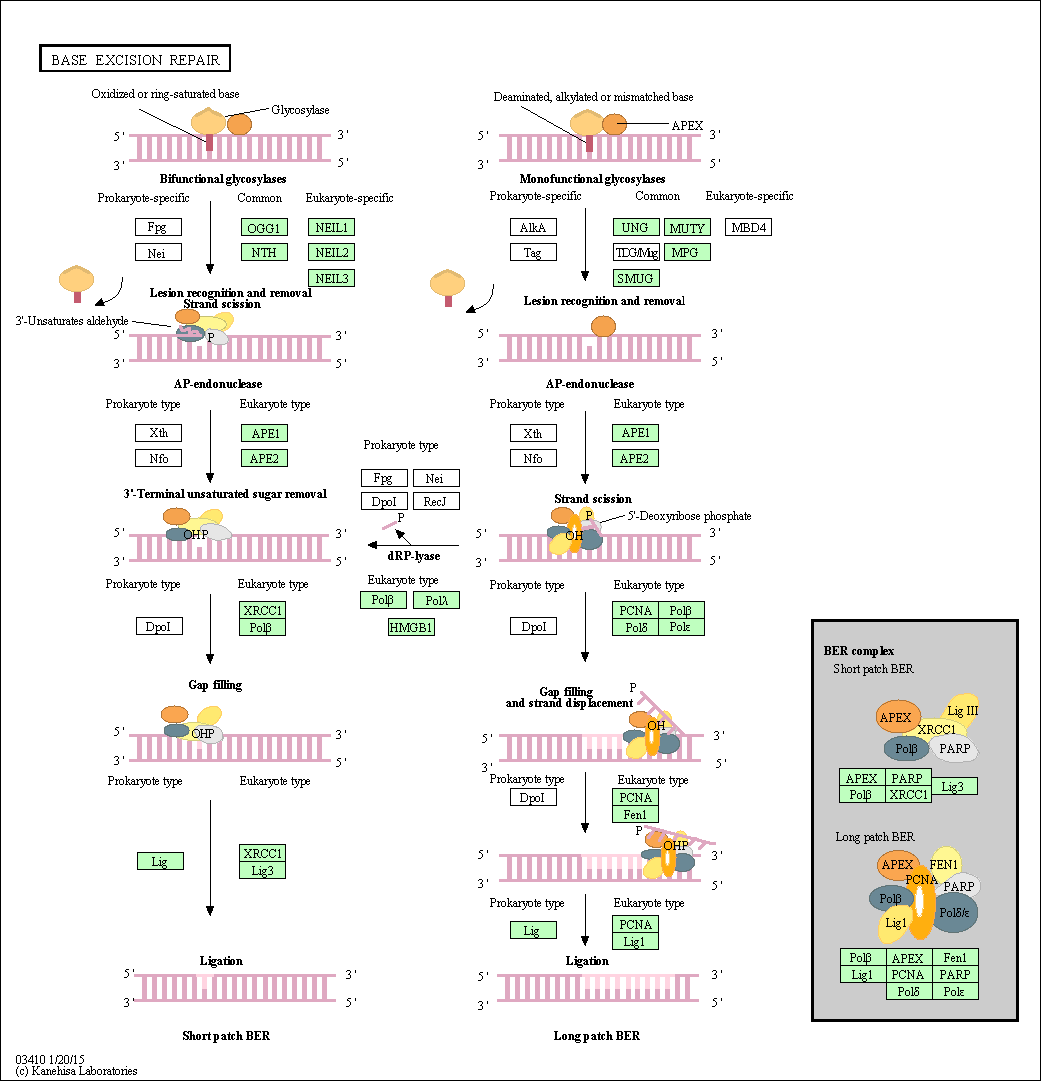 BASE EXCISION REPAIR
Oxidized or ring-saturated base
Glycosylase
5'
3'
3'
5'
Bifunctional glycosylases
Prokaryote-specific
Common
Eukaryote-specific
Fpg
OGG1
NEIL1
Nei
NTH
NEIL2
NEIL3
Lesion recognition and removal
Strand scission
3'-Unsaturates aldehyde
P
5'
3'
3'
5'
AP-endonuclease
Prokaryote type
Eukaryote type
Xth
APE1
Nfo
APE2
3'-Terminal unsaturated sugar removal
OHP
5'
3'
3'
5'
Prokaryote type
Eukaryote type
XRCC1
DpoI
Polβ
Gap filling
OHP
5'
3'
3'
5'
Prokaryote type
Eukaryote type
Lig
XRCC1
Lig3
Ligation
5'
3'
3'
5'
Short patch BER
Prokaryote type
Fpg
Nei
DpoI
RecJ
P
dRP-lyase
Eukaryote type
Polβ
Polλ
HMGB1
Deaminated, alkylated or mismatched base
APEX
5'
3'
3'
5'
Monofunctional glycosylases
Prokaryote-specific
Common
Eukaryote-specific
AlkA
UNG
MUTY
MBD4
Tag
TDG/Mug
MPG
SMUG
Lesion recognition and removal
5'
3'
3'
5'
AP-endonuclease
Prokaryote type
Eukaryote type
Xth
APE1
Nfo
APE2
Strand scission
P
5'-Deoxyribose phosphate
OH
5'
3'
3'
5'
Prokaryote type
Eukaryote type
PCNA
Polβ
DpoI
Polδ
Polε
Gap filling
and strand displacement
P
OH
5'
3'
3'
5'
Prokaryote type
Eukaryote type
DpoI
PCNA
Fen1
P
OHP
5'
3'
3'
5'
Prokaryote type
Eukaryote type
Lig
PCNA
Lig1
Ligation
5'
3'
3'
5'
Long patch BER
BER complex
Short patch BER
APEX
Lig III
XRCC1
Polβ
PARP
APEX
PARP
Lig3
Polβ
XRCC1
Long patch BER
APEX
FEN1
PCNA
PARP
Polβ
Polδ/ε
Lig1
Polβ
APEX
Fen1
Lig1
PCNA
PARP
Polδ
Polε
03410 1/20/15
(c) Kanehisa Laboratories